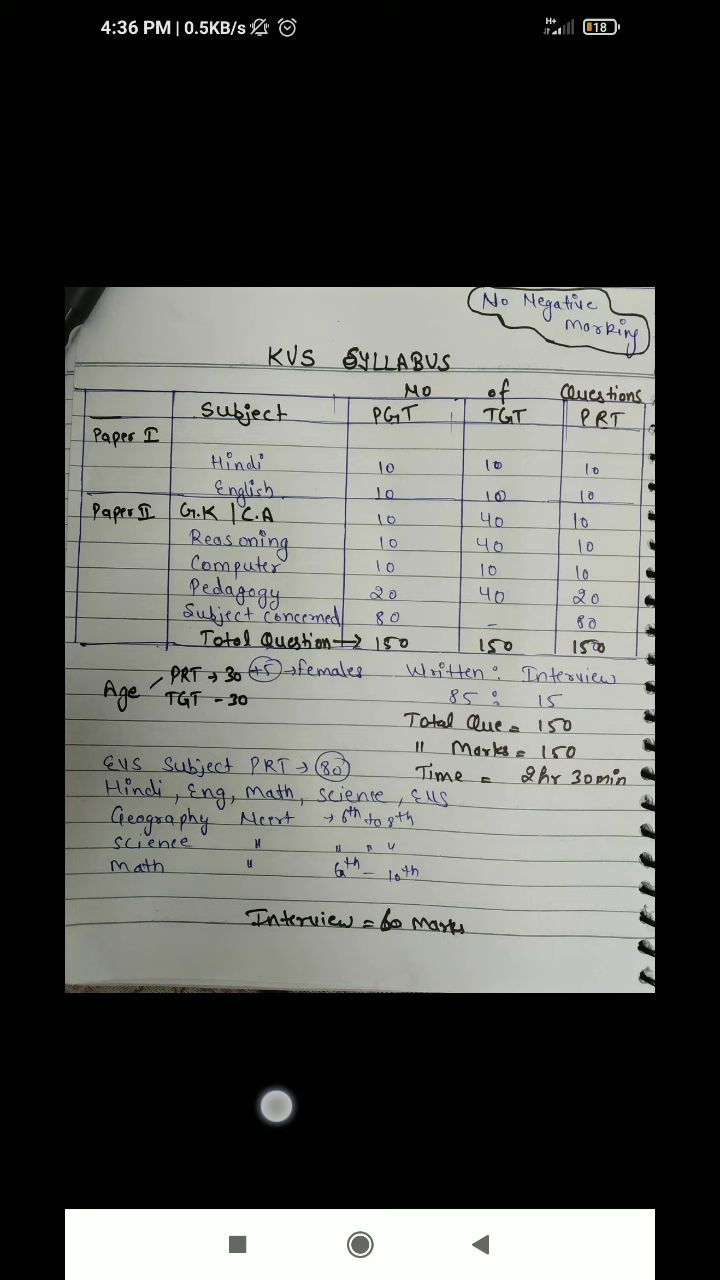 4:36 PM | 0.5KB/s
H+
18
No Negative
Marking
KVS SYLLABUS
No of Questions
Subject PGT TGT PRT
Paper I
Hindi 10 10 10
English 10 10 10
Paper II G.K | C.A 10 40 10
Reasoning 10 40 10
Computer 10 10 10
Pedagogy 20 40 20
Subject Concerned 80 - 80
Total Question → 150 150 150
Age PRT → 30 +5 → females
TGT - 30
Written : Interview
85 : 15
Total Que = 150
" Marks = 150
Time = 2hr 30min
EVS Subject PRT → 80
Hindi, Eng, Math, Science, EVS
Geography Ncert → 6th to 8th
Science " " " "
Math " 6th - 10th
Interview = 60 Marks